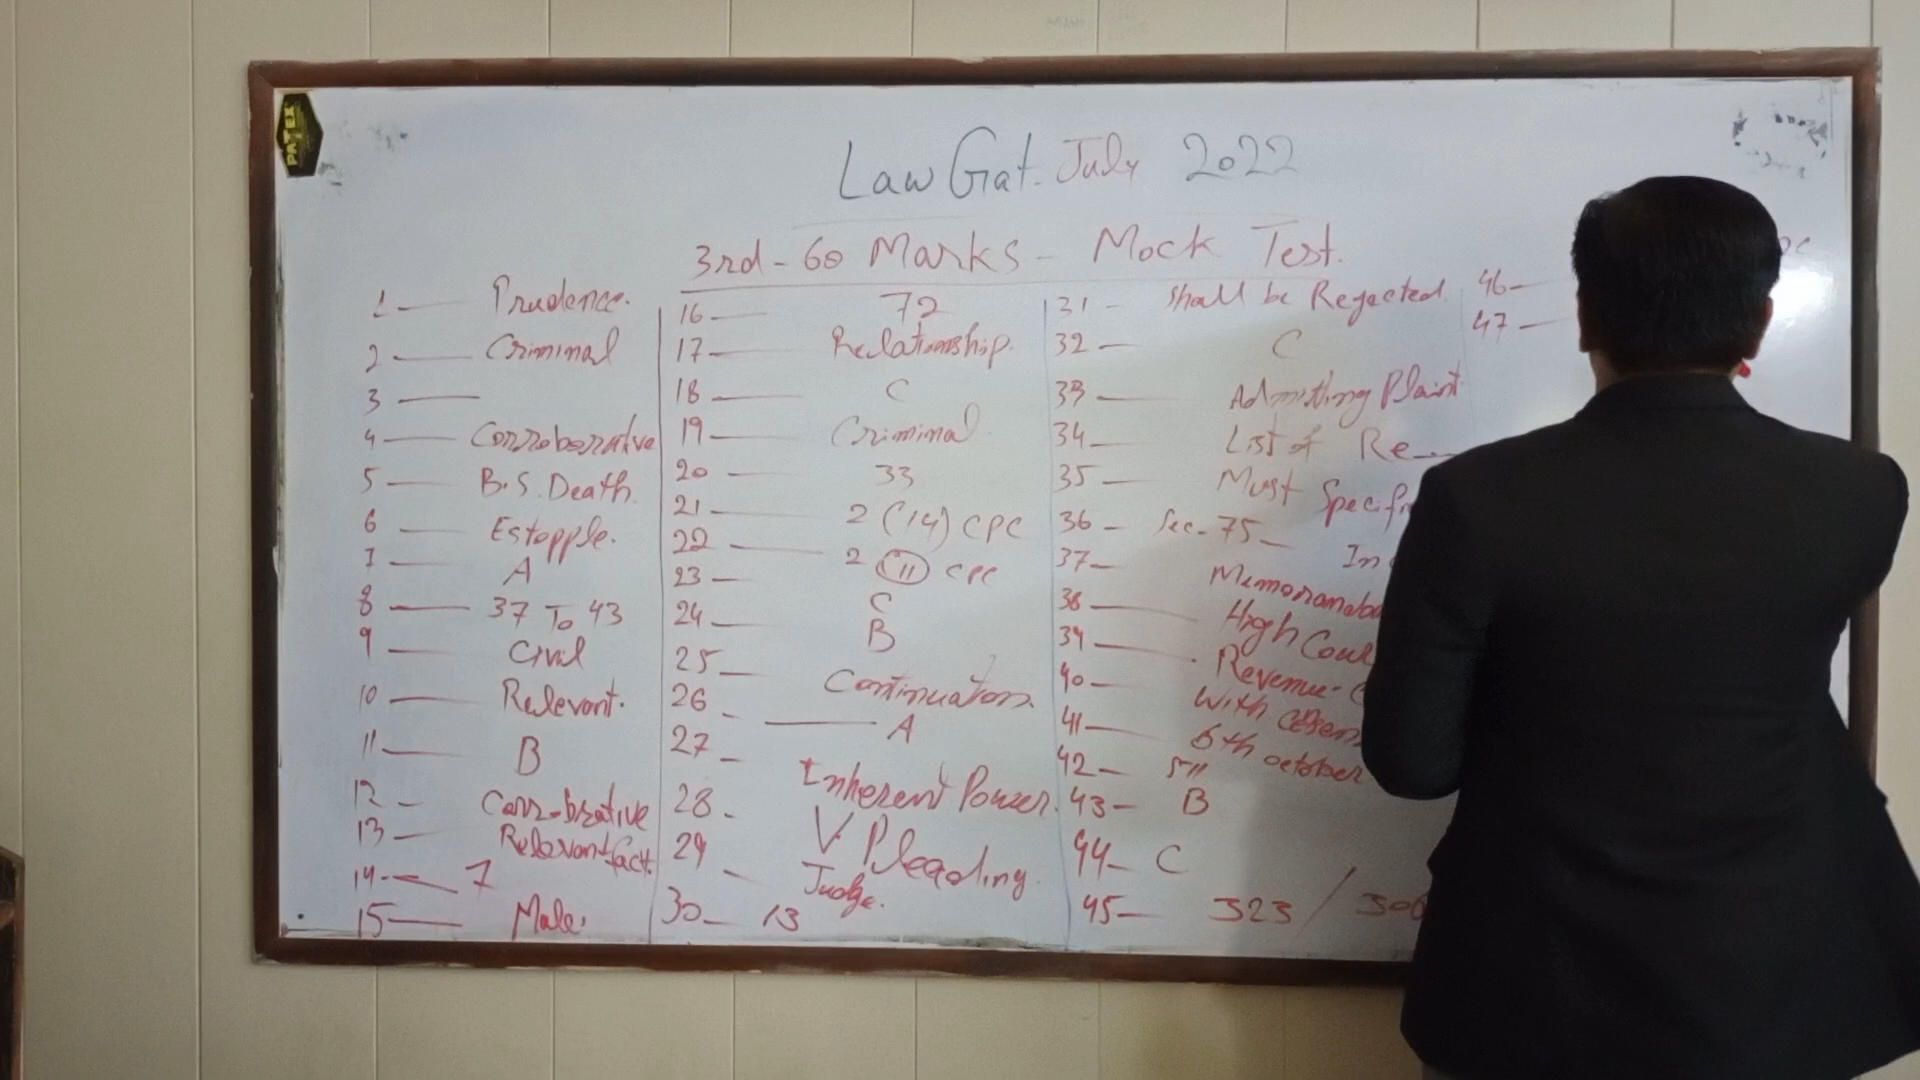 PATEX
Law Gat. July 2022
3rd - 60 Marks - Mock Test.
1 — Prudence.
2 — Criminal
3 —
4 — Corroborative
5 — B.S. Death.
6 — Estopple.
7 — A
8 — 37 To 43
9 — Civil
10 — Relevant.
11 — B
12 — Corroborative
13 — Relevant fact.
14 — 7
15 — Male.
16 — 72
17 — Relationship.
18 — C
19 — Criminal
20 — 33
21 — 2 (14) CPC
22 — 2 (11) CPC
23 — C
24 — B
25 — Continuation.
26 — A
27 — Inherent Power.
28 - V
29 - Pleading.
Judge.
30 — 13
31 - Shall be Rejected
32 — C
33 — Admitting Plaint
34 — List of Re
35 — Must Specif
36 - Sec. 75 — In
37 —
38 — High Cou
39 — Revenue
40 — With
41 — 6th october
42 —
43 — B
44 — C
45 — 323 /
46 —
47 —